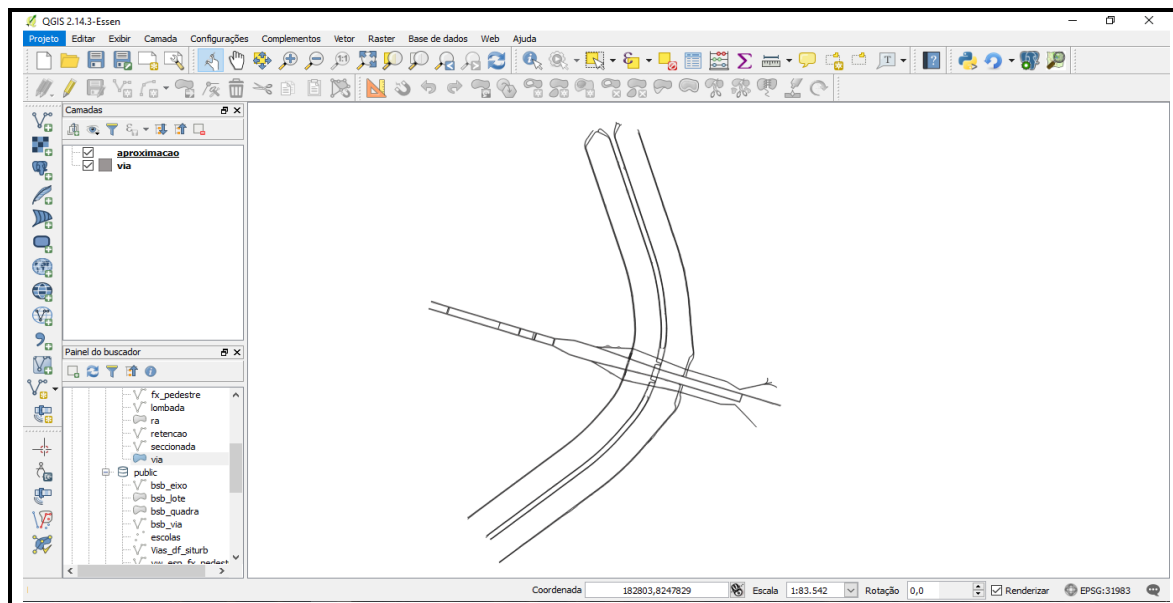 QGIS 2.14.3-Essen
Projeto Editar Exibir Camada Configurações Complementos Vetor Raster Base de dados Web Ajuda
Camadas
aproximacao
via
Painel do buscador
fx_pedestre
lombada
ra
retencao
seccionada
via
public
bsb_eixo
bsb_lote
bsb_quadra
bsb_via
escolas
Vias_df_siturb
vw_esp_fx_pedest
Coordenada 182803,8247829 Escala 1:83.542 Rotação 0,0 Renderizar EPSG:31983